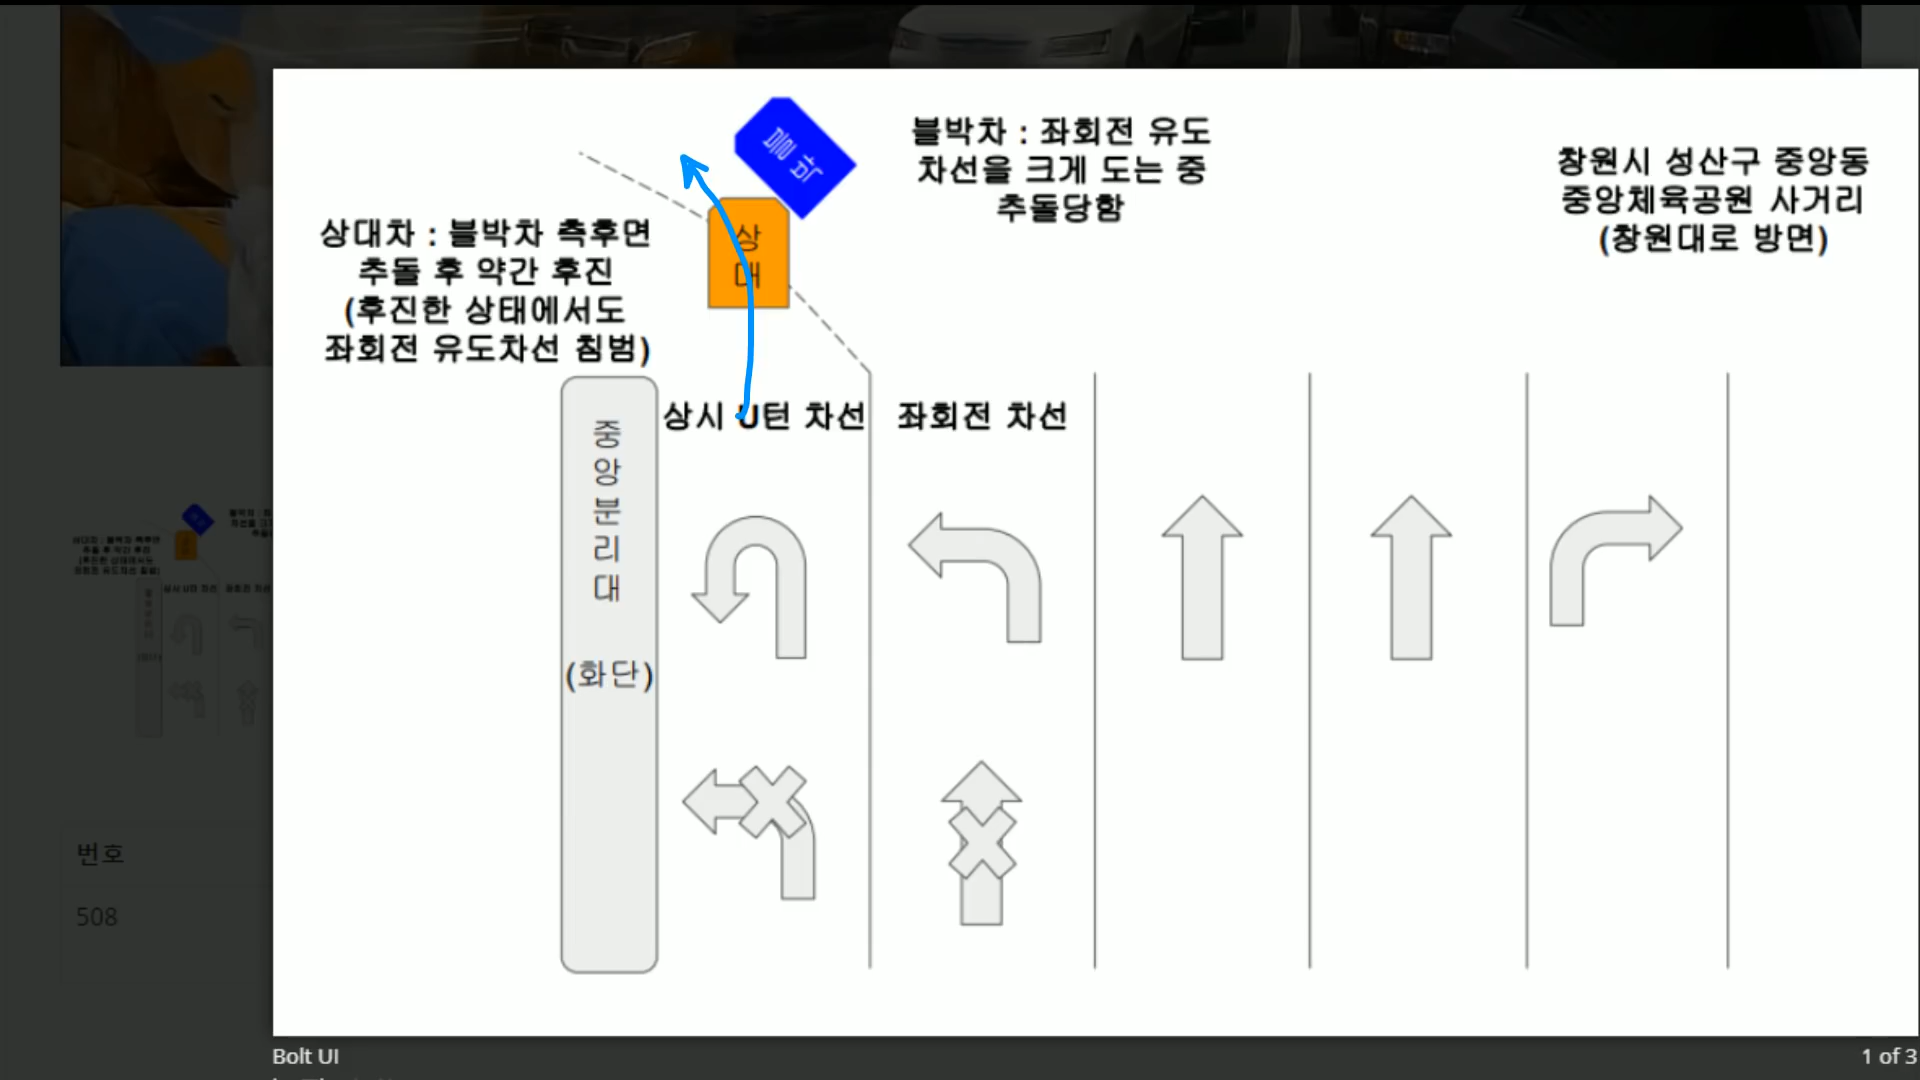 블박차 : 좌회전 유도
차선을 크게 도는 중
추돌당함
창원시 성산구 중앙동
중앙체육공원 사거리
(창원대로 방면)
상대차 : 블박차 측후면
추돌 후 약간 후진
(후진한 상태에서도
좌회전 유도차선 침범)
상
대
상시 U턴 차선
좌회전 차선
중
앙
분
리
대
(화단)
번호
508
Bolt UI
1 of 3